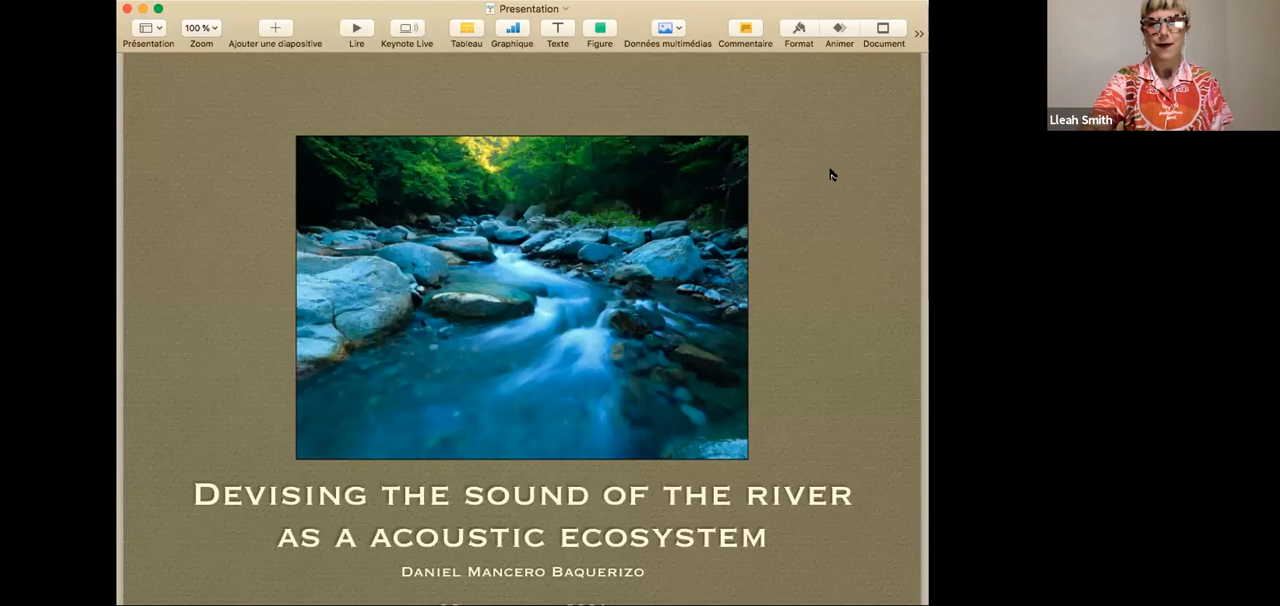 Presentation
100 %
Présentation Zoom Ajouter une diapositive Lire Keynote Live Tableau Graphique Texte Figure Données multimédias Commentaire Format Animer Document
Lleah Smith
Devising the sound of the river
as a acoustic ecosystem
Daniel Mancero Baquerizo